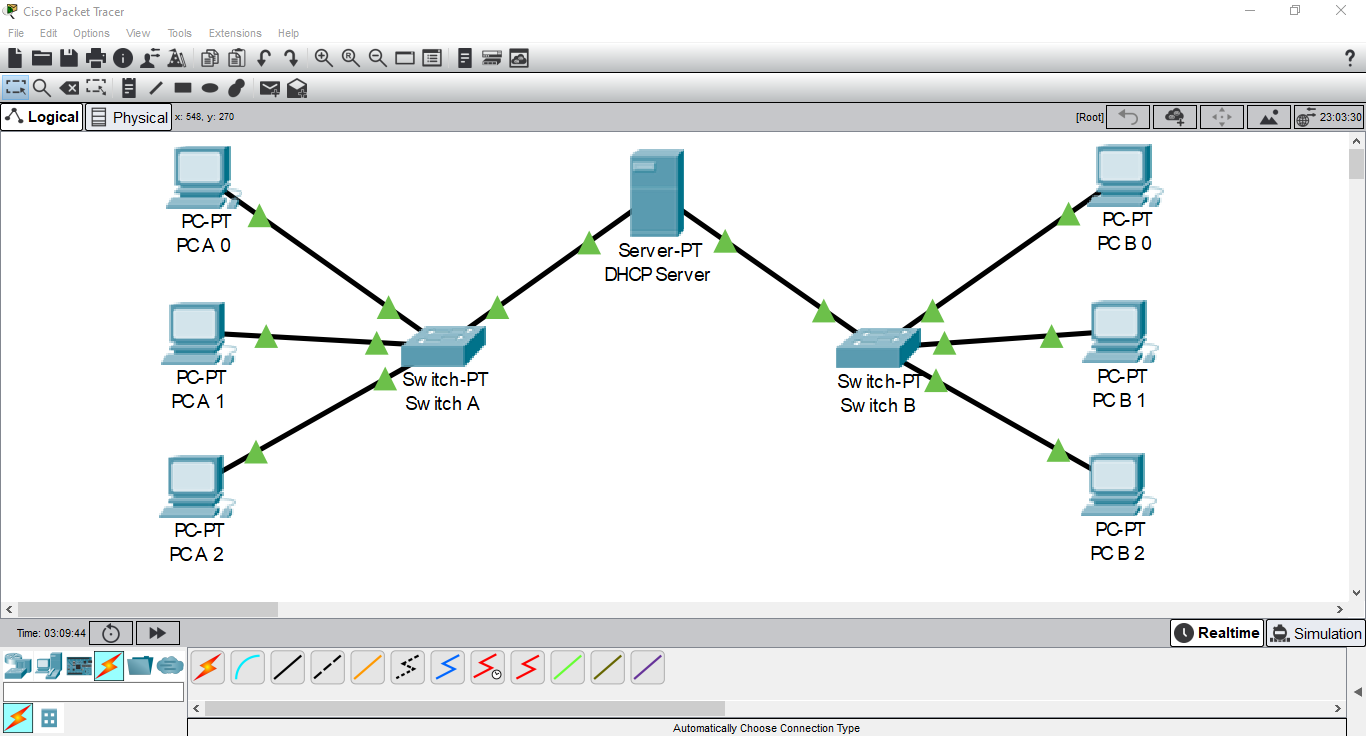 Cisco Packet Tracer
File Edit Options View Tools Extensions Help
?
Logical Physical x: 548, y: 270 [Root] 23:03:30
PC-PT
PC A 0
Server-PT
DHCP Server
PC-PT
PC B 0
PC-PT
PC A 1
Switch-PT
Switch A
Switch-PT
Switch B
PC-PT
PC B 1
PC-PT
PC A 2
PC-PT
PC B 2
Time: 03:09:44 Realtime Simulation
Automatically Choose Connection Type